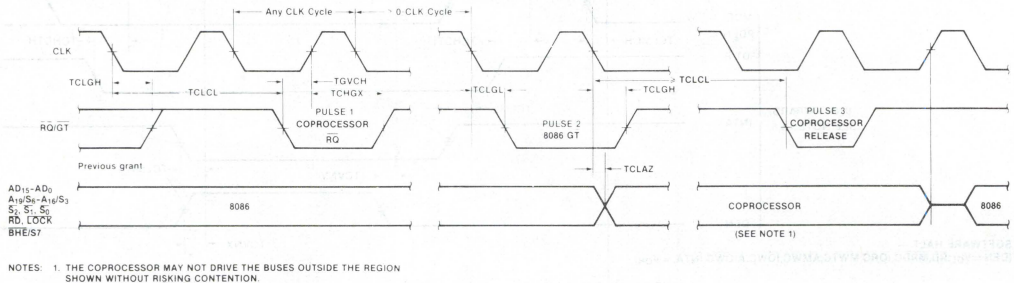 Any CLK Cycle
0 CLK Cycle
CLK
TCLGH
TCLCL
TGVCH
TCHGX
TCLGL
TCLCL
TCLGH
RQ/GT
PULSE 1
COPROCESSOR
RQ
PULSE 2
8086 GT
PULSE 3
COPROCESSOR
RELEASE
Previous grant
TCLAZ
AD15-AD0
A19/S6-A16/S3
S2, S1, S0
RD, LOCK
BHE/S7
8086
COPROCESSOR
8086
(SEE NOTE 1)
NOTES: 1. THE COPROCESSOR MAY NOT DRIVE THE BUSES OUTSIDE THE REGION
SHOWN WITHOUT RISKING CONTENTION.